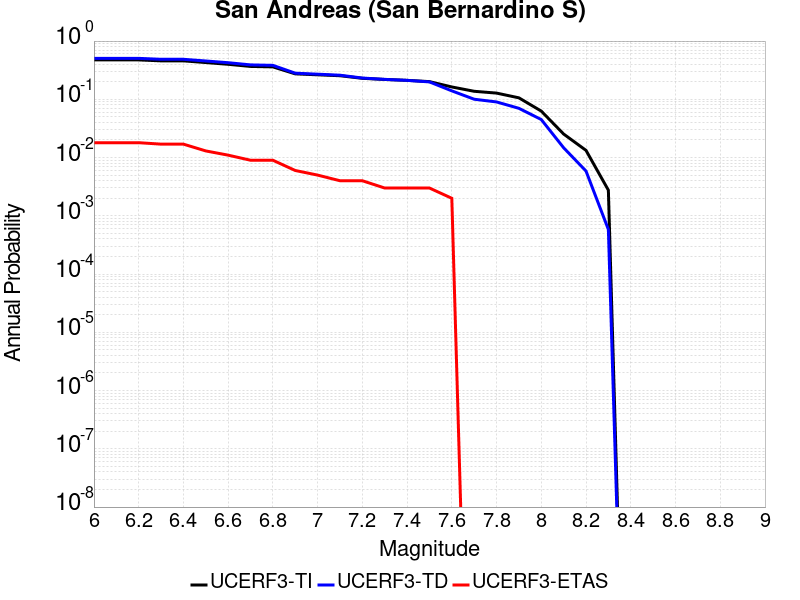 San Andreas (San Bernardino S)
10^0
10^-1
10^-2
10^-3
10^-4
10^-5
10^-6
10^-7
10^-8
Annual Probability
6 6.2 6.4 6.6 6.8 7 7.2 7.4 7.6 7.8 8 8.2 8.4 8.6 8.8 9
Magnitude
UCERF3-TI UCERF3-TD UCERF3-ETAS